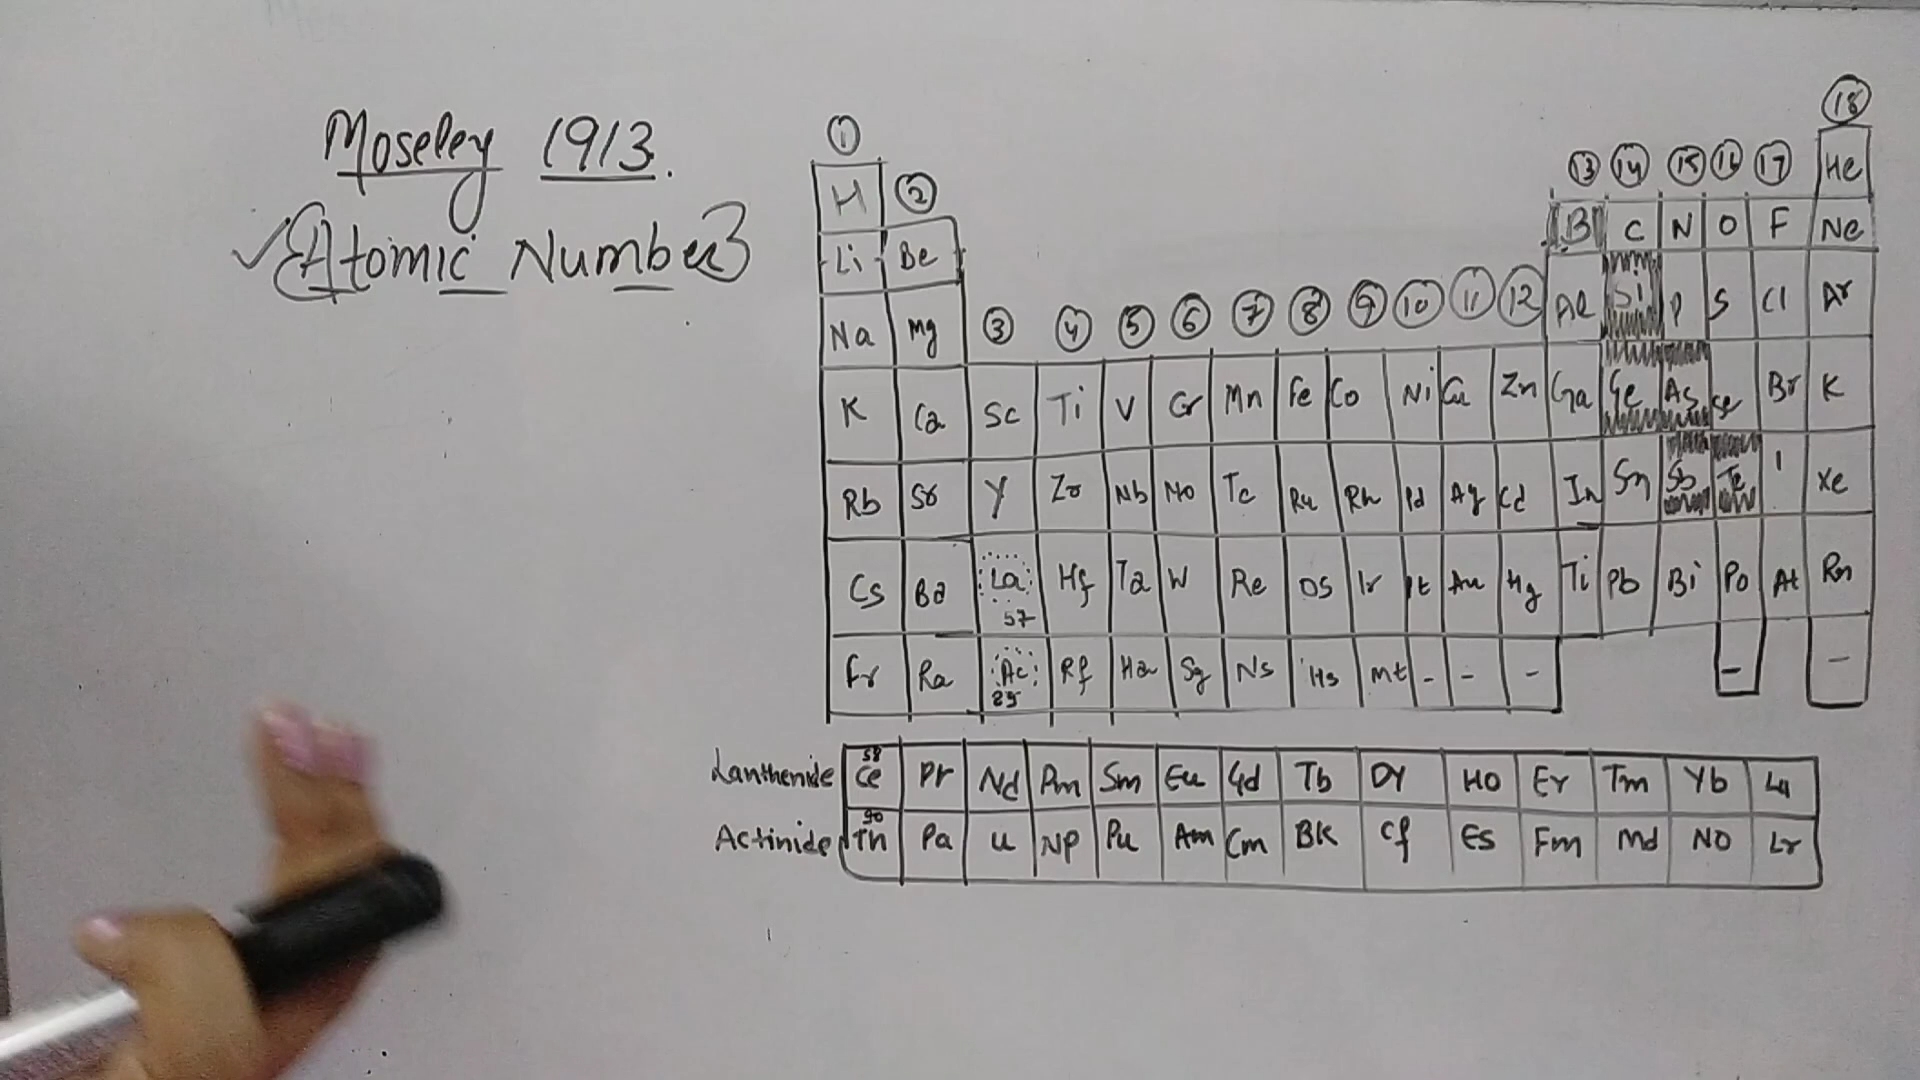 Moseley 1913.
Atomic Number
1 2 3 4 5 6 7 8 9 10 11 12 13 14 15 16 17 18
H He
Li Be B C N O F Ne
Na Mg Al Si P S Cl Ar
K Ca Sc Ti V Cr Mn Fe Co Ni Cu Zn Ga Ge As Se Br K
Rb Sr Y Zr Nb Mo Tc Ru Rh Pd Ag Cd In Sn Sb Te I Xe
Cs Ba La 57 Hf Ta W Re Os Ir Pt Au Hg Ti Pb Bi Po At Rn
Fr Ra Ac 89 Rf Ha Sg Ns Hs Mt - - - - -
Lanthenide 58 Ce Pr Nd Pm Sm Eu Gd Tb DY HO Er Tm Yb Lu
Actinide 90 Th Pa U NP Pu Am Cm BK Cf Es Fm Md NO Lr